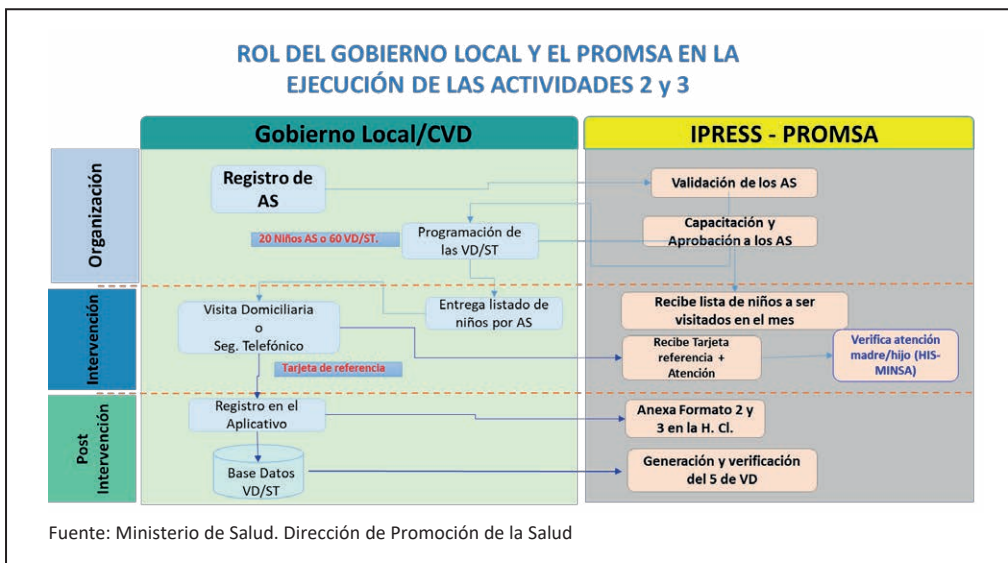 ROL DEL GOBIERNO LOCAL Y EL PROMSA EN LA
EJECUCIÓN DE LAS ACTIVIDADES 2 y 3
Gobierno Local/CVD
IPRESS - PROMSA
Organización
Registro de
AS
Validación de los AS
20 Niños AS o 60 VD/ST.
Programación de
las VD/ST
Capacitación y
Aprobación a los AS
Intervención
Visita Domiciliaria
o
Seg. Telefónico
Entrega listado de
niños por AS
Recibe lista de niños a ser
visitados en el mes
Tarjeta de referencia
Recibe Tarjeta
referencia +
Atención
Verifica atención
madre/hijo (HIS-
MINSA)
Post
Intervención
Registro en el
Aplicativo
Anexa Formato 2 y
3 en la H. Cl.
Base Datos
VD/ST
Generación y verificación
del 5 de VD
Fuente: Ministerio de Salud. Dirección de Promoción de la Salud